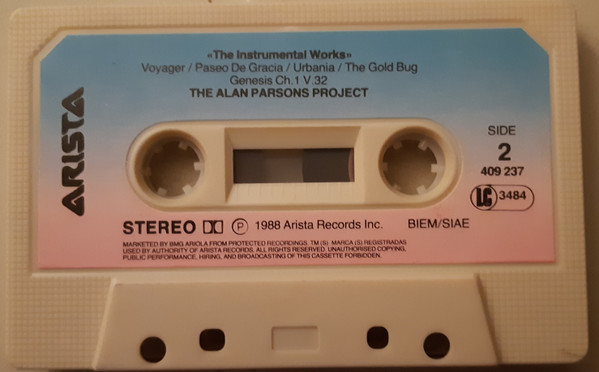 »The Instrumental Works«
Voyager / Paseo De Gracia / Urbania / The Gold Bug
Genesis Ch.1 V.32
THE ALAN PARSONS PROJECT
ARISTA
SIDE
2
409 237
LC 3484
STEREO ℗ 1988 Arista Records Inc. BIEM/SIAE
MARKETED BY BMG ARIOLA FROM PROTECTED RECORDINGS. TM (S) MARCA (S) REGISTRADAS
USED BY AUTHORITY OF ARISTA RECORDS. ALL RIGHTS RESERVED. UNAUTHORISED COPYING,
PUBLIC PERFORMANCE, HIRING, AND BROADCASTING OF THIS CASSETTE FORBIDDEN.